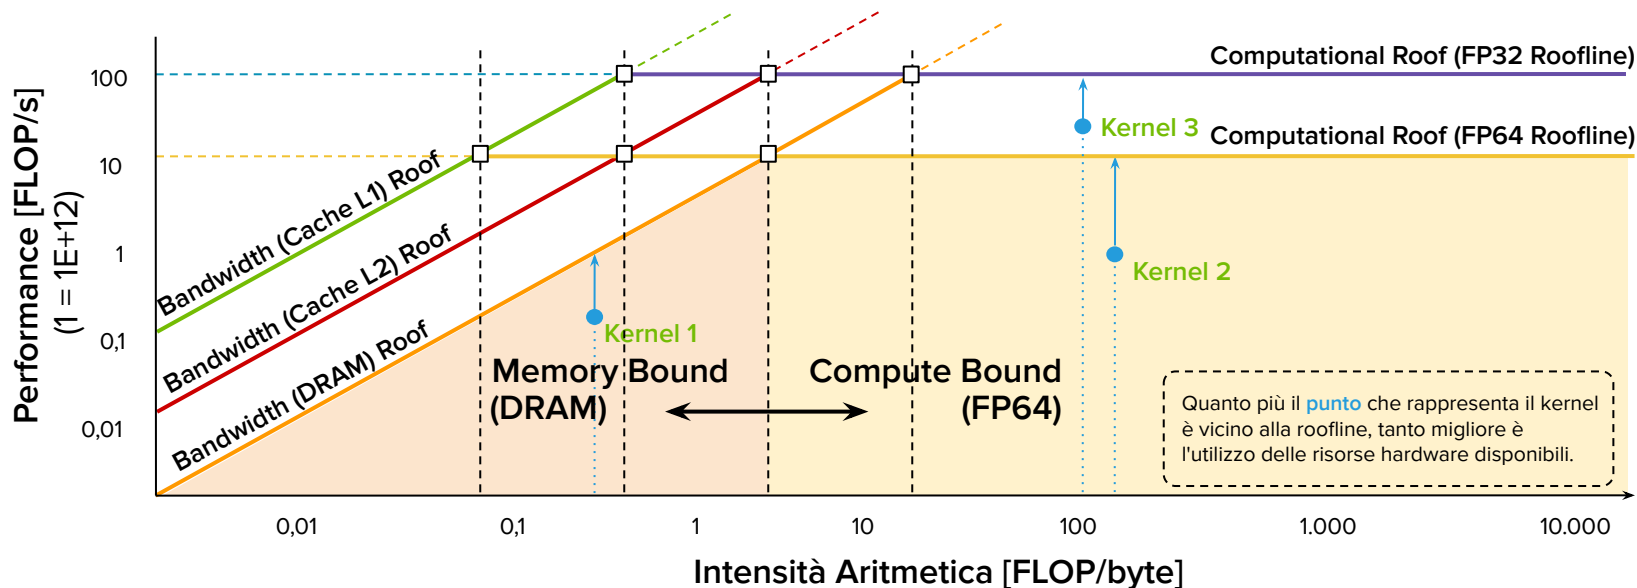 Performance [FLOP/s]
(1 = 1E+12)
100
10
1
0,1
0,01
Bandwidth (Cache L1) Roof
Bandwidth (Cache L2) Roof
Bandwidth (DRAM) Roof
Computational Roof (FP32 Roofline)
Kernel 3
Computational Roof (FP64 Roofline)
Kernel 2
Kernel 1
Memory Bound
(DRAM)
Compute Bound
(FP64)
Quanto più il punto che rappresenta il kernel
è vicino alla roofline, tanto migliore è
l'utilizzo delle risorse hardware disponibili.
0,01
0,1
1
10
100
1.000
10.000
Intensità Aritmetica [FLOP/byte]